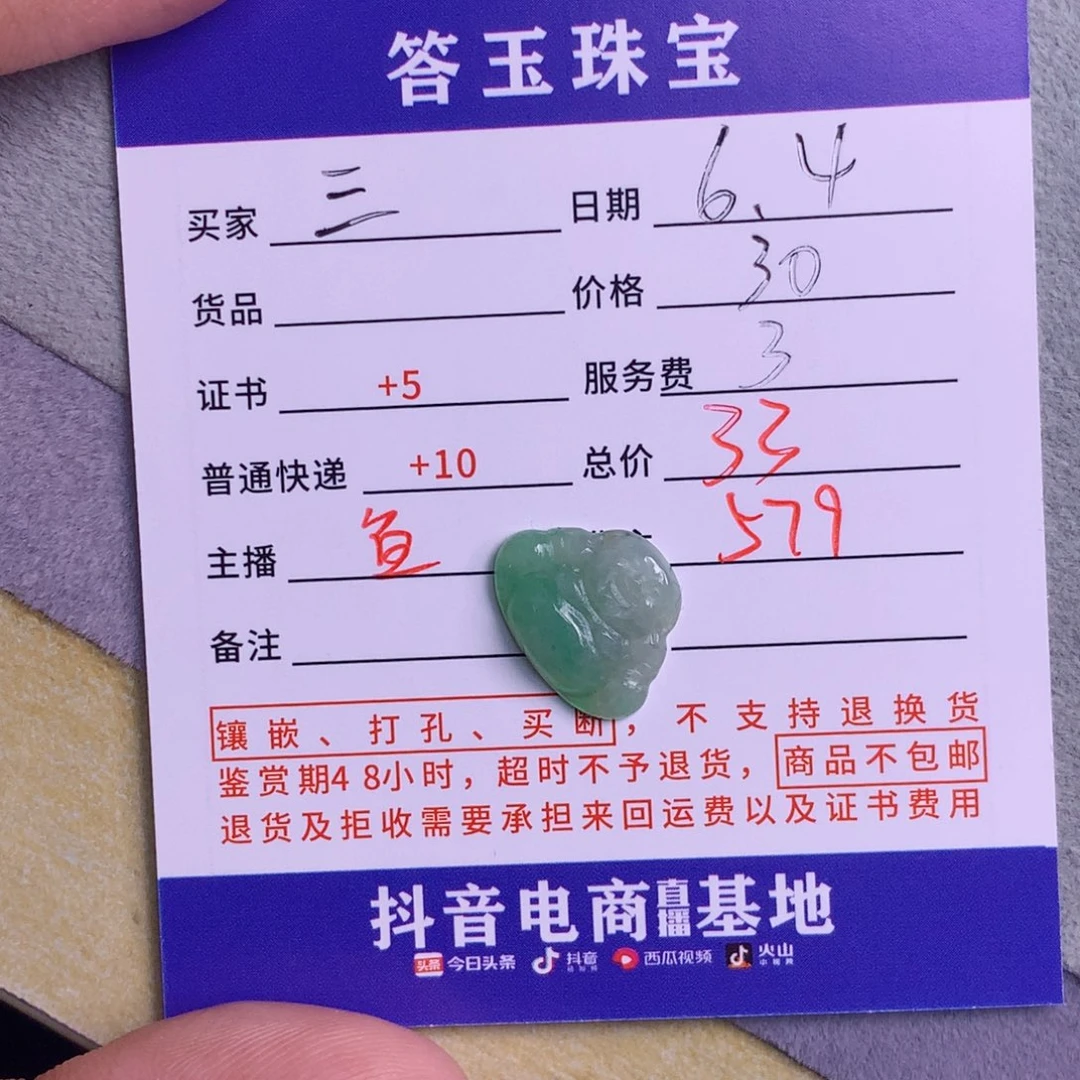 答玉珠宝
买家 三 日期 6、4
货品 价格 30
证书 +5 服务费 3
普通快递 +10 总价 33
主播 鱼 579
备注
镶嵌、打孔、买断，不支持退换货
鉴赏期48小时，超时不予退货，商品不包邮
退货及拒收需要承担来回运费以及证书费用
抖音电商直播基地
头条 今日头条 抖音 西瓜视频 火山